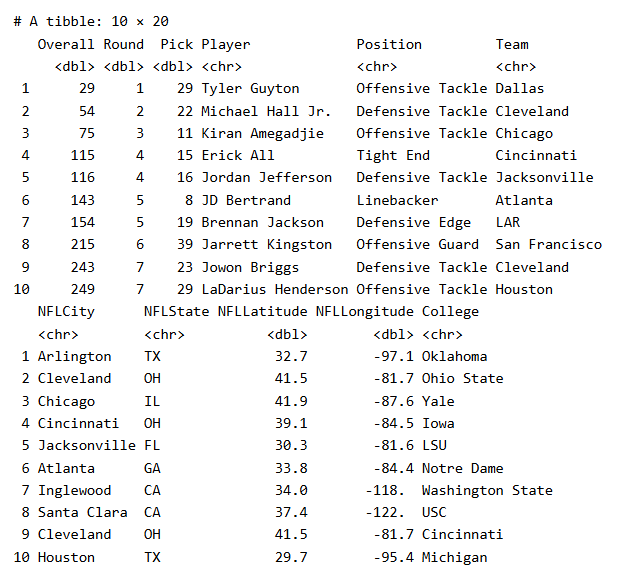 # A tibble: 10 × 20
   Overall Round  Pick Player             Position         Team
     <dbl> <dbl> <dbl> <chr>              <chr>            <chr>
 1      29     1    29 Tyler Guyton       Offensive Tackle Dallas
 2      54     2    22 Michael Hall Jr.   Defensive Tackle Cleveland
 3      75     3    11 Kiran Amegadjie    Offensive Tackle Chicago
 4     115     4    15 Erick All          Tight End        Cincinnati
 5     116     4    16 Jordan Jefferson   Defensive Tackle Jacksonville
 6     143     5     8 JD Bertrand        Linebacker       Atlanta
 7     154     5    19 Brennan Jackson    Defensive Edge   LAR
 8     215     6    39 Jarrett Kingston   Offensive Guard  San Francisco
 9     243     7    23 Jowon Briggs       Defensive Tackle Cleveland
10     249     7    29 LaDarius Henderson Offensive Tackle Houston
   NFLCity      NFLState NFLLatitude NFLLongitude College
   <chr>        <chr>          <dbl>        <dbl> <chr>
 1 Arlington    TX              32.7        -97.1 Oklahoma
 2 Cleveland    OH              41.5        -81.7 Ohio State
 3 Chicago      IL              41.9        -87.6 Yale
 4 Cincinnati   OH              39.1        -84.5 Iowa
 5 Jacksonville FL              30.3        -81.6 LSU
 6 Atlanta      GA              33.8        -84.4 Notre Dame
 7 Inglewood    CA              34.0       -118.  Washington State
 8 Santa Clara  CA              37.4       -122.  USC
 9 Cleveland    OH              41.5        -81.7 Cincinnati
10 Houston      TX              29.7        -95.4 Michigan